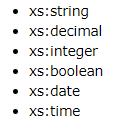 • xs:string
• xs:decimal
• xs:integer
• xs:boolean
• xs:date
• xs:time